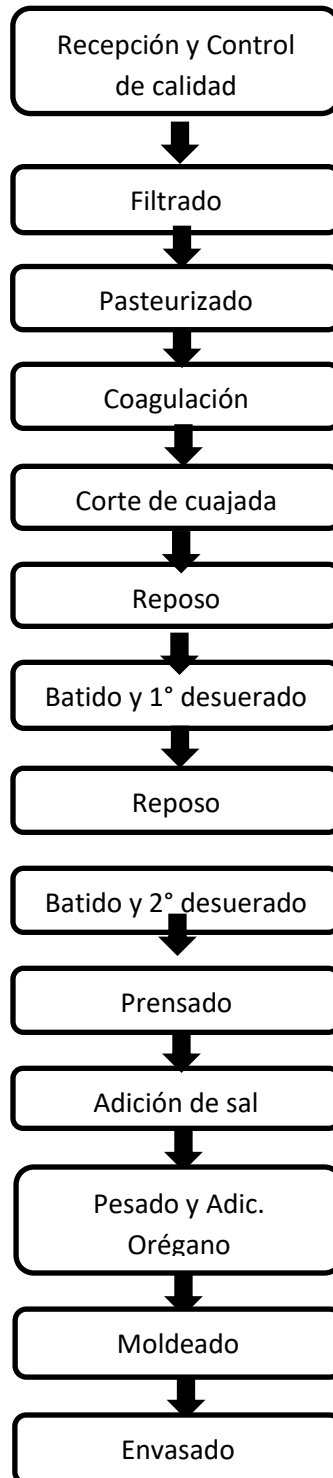 Recepción y Control
de calidad
Filtrado
Pasteurizado
Coagulación
Corte de cuajada
Reposo
Batido y 1° desuerado
Reposo
Batido y 2° desuerado
Prensado
Adición de sal
Pesado y Adic.
Orégano
Moldeado
Envasado